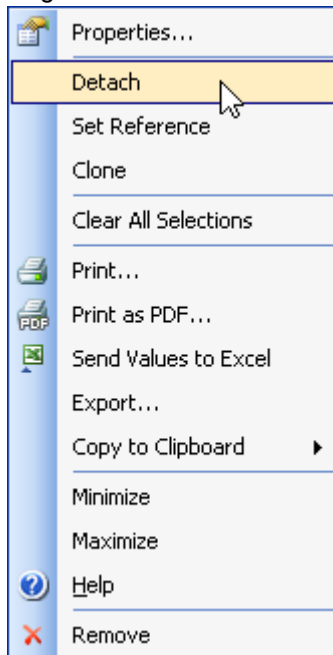 Properties...
Detach
Set Reference
Clone
Clear All Selections
Print...
PDF
Print as PDF...
Send Values to Excel
Export...
Copy to Clipboard
Minimize
Maximize
Help
Remove